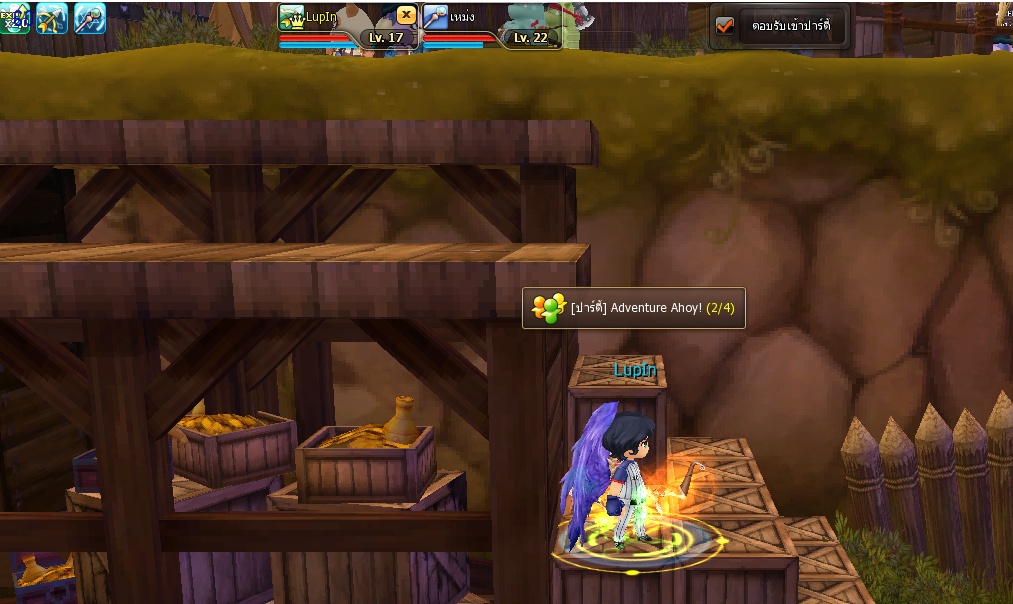 LupIn
Lv. 17
เหม่ง
Lv. 22
ตอบรับเข้าปาร์ตี้
[ปาร์ตี้] Adventure Ahoy! (2/4)
LupIn